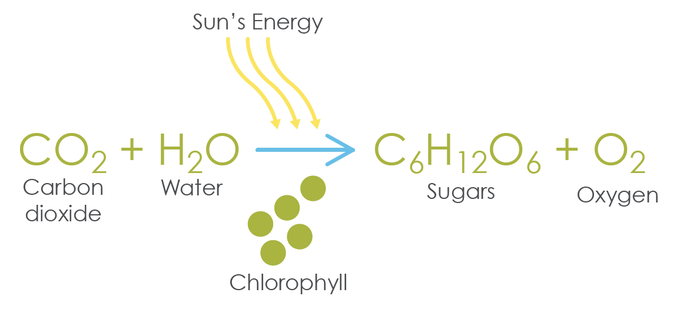 Sun's Energy
CO₂ + H₂O → C₆H₁₂O₆ + O₂
Carbon dioxide
Water
Sugars
Oxygen
Chlorophyll